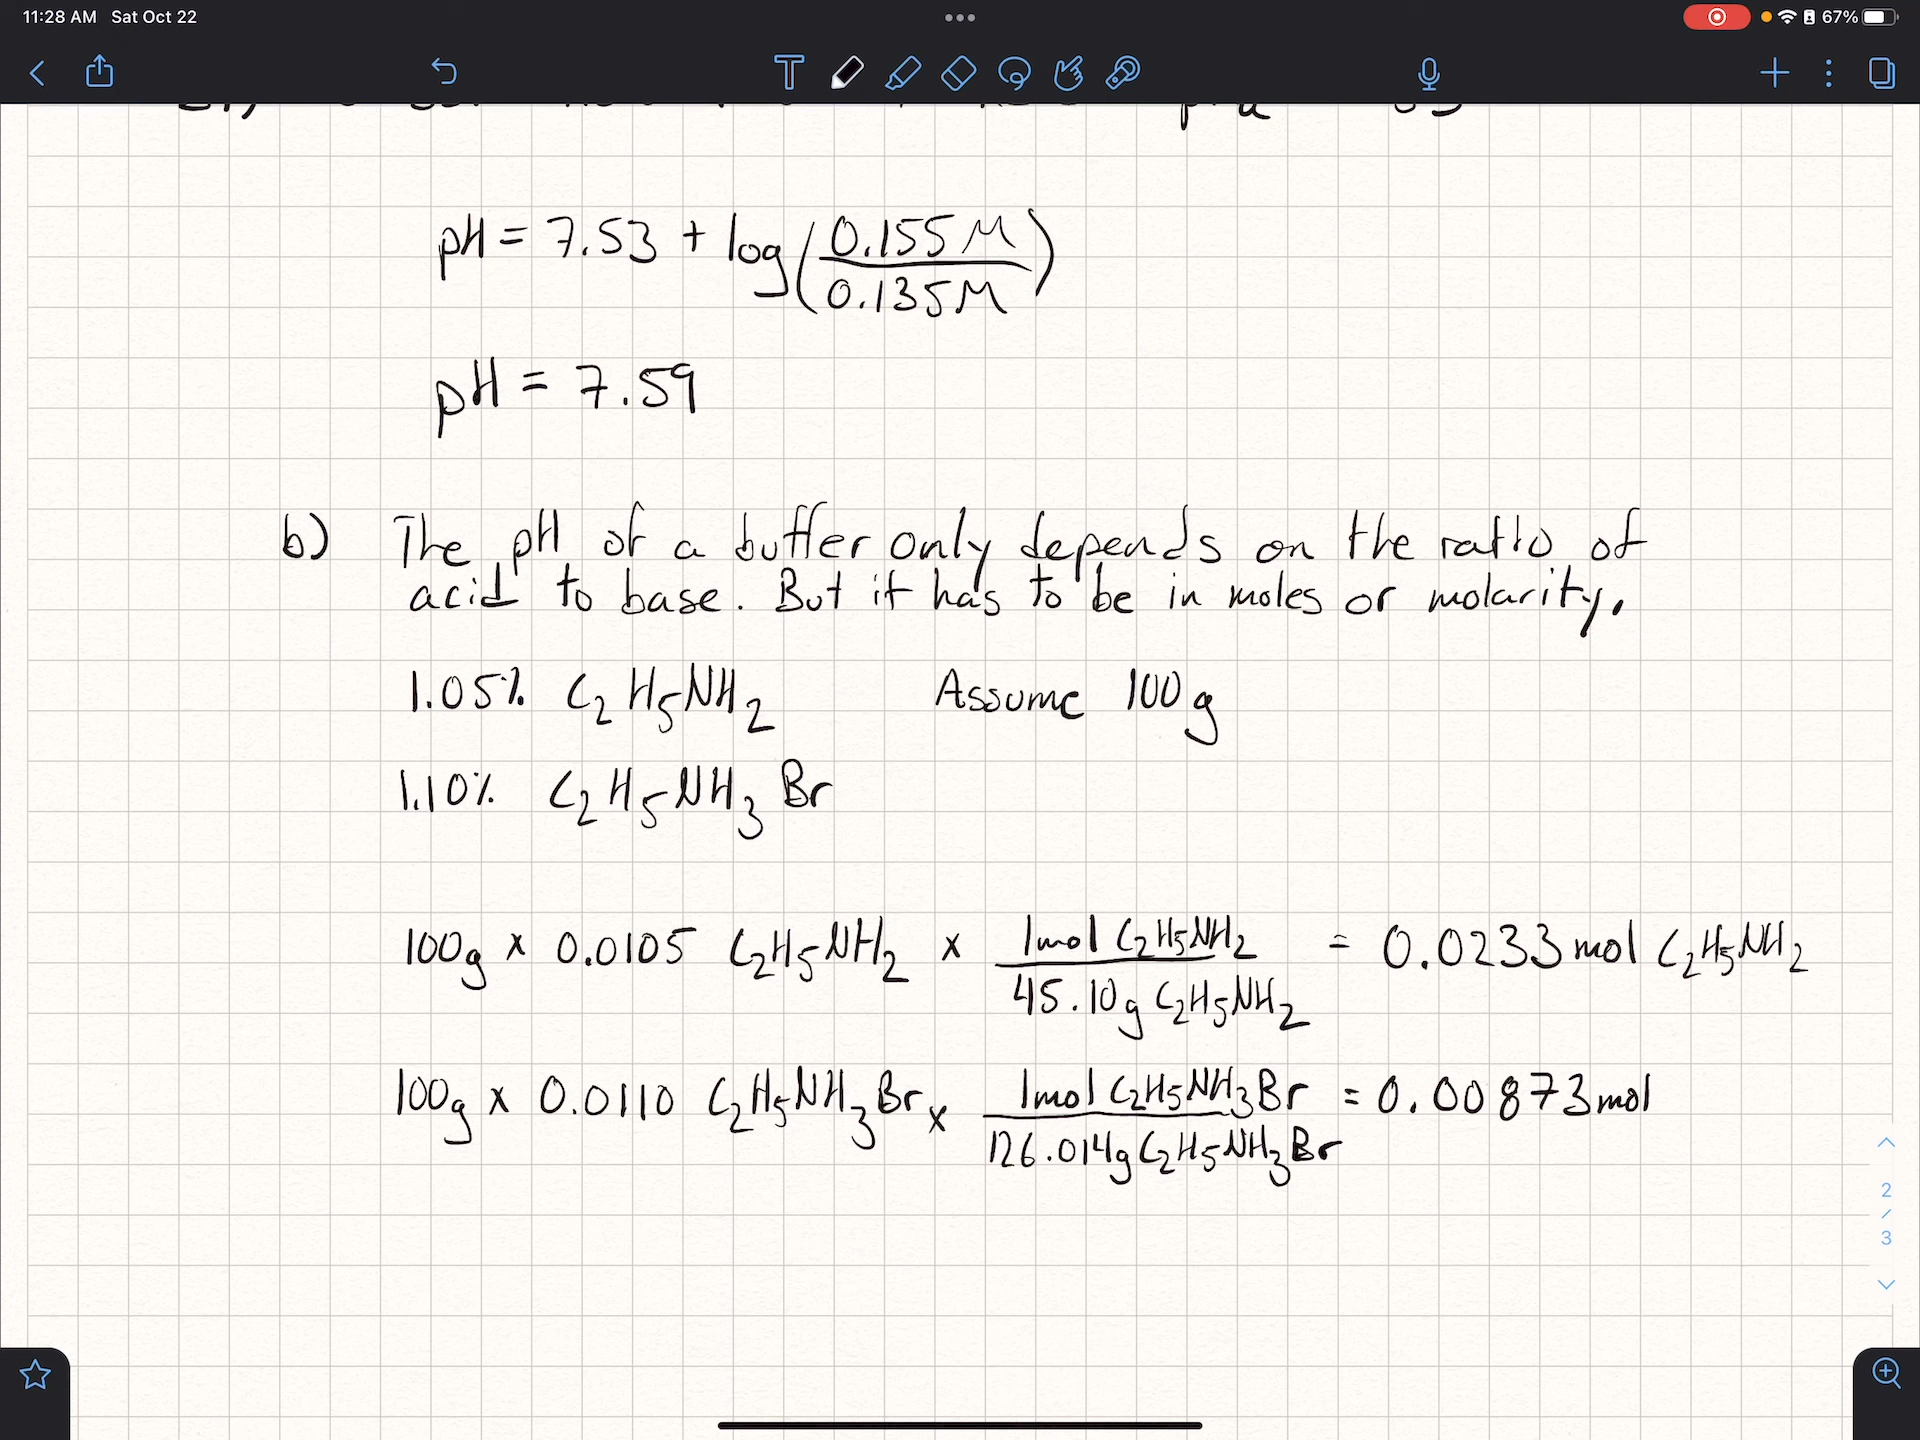 11:28 AM Sat Oct 22
67%
pH = 7.53 + log(0.155 M / 0.135 M)
pH = 7.59
b) The pH of a buffer only depends on the ratio of
acid to base. But it has to be in moles or molarity.
1.05% C₂H₅NH₂ Assume 100g
1.10% C₂H₅NH₃Br
100g × 0.0105 C₂H₅NH₂ × 1mol C₂H₅NH₂ / 45.10g C₂H₅NH₂ = 0.0233 mol C₂H₅NH₂
100g × 0.0110 C₂H₅NH₃Br × 1mol C₂H₅NH₃Br / 126.014g C₂H₅NH₃Br = 0.00873 mol
2
/
3